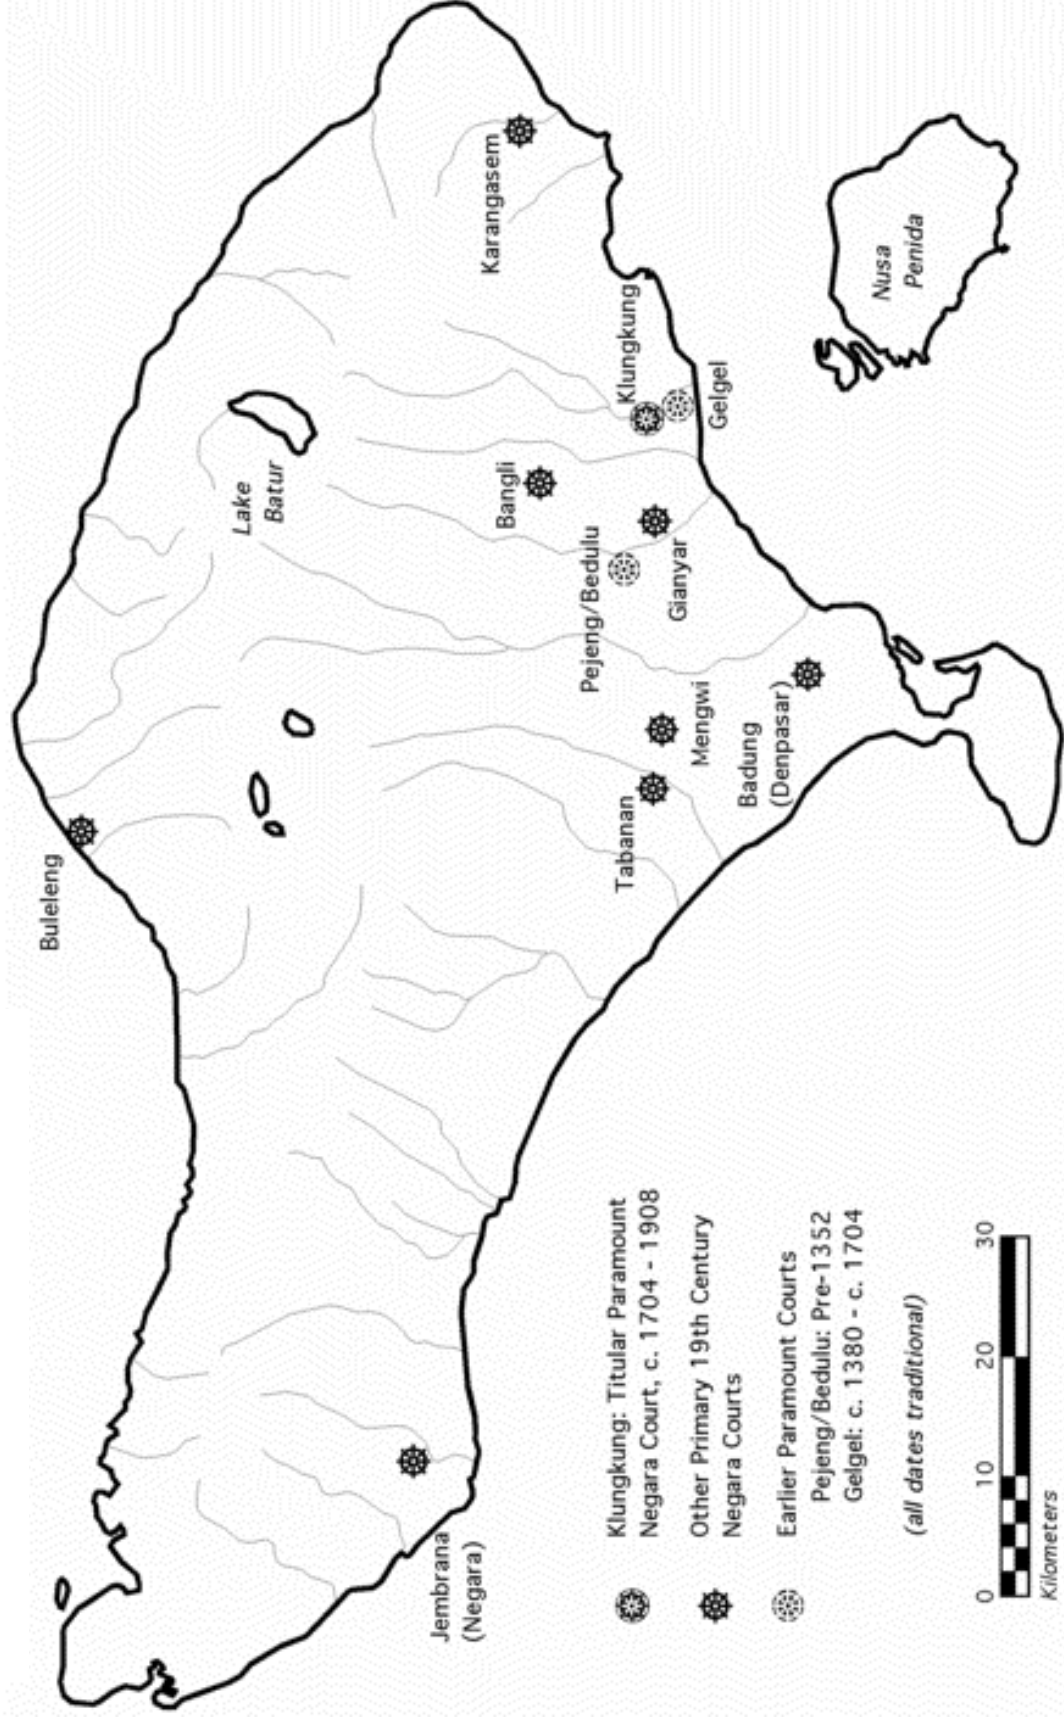 Buleleng
Lake
Batur
Karangasem
Bangli
Klungkung
Gelgel
Pejeng/Bedulu
Gianyar
Tabanan
Mengwi
Badung
(Denpasar)
Nusa
Penida
Jembrana
(Negara)
Klungkung: Titular Paramount
Negara Court, c. 1704 - 1908
Other Primary 19th Century
Negara Courts
Earlier Paramount Courts
Pejeng/Bedulu: Pre-1352
Gelgel: c. 1380 - c. 1704
(all dates traditional)
0 10 20 30
Kilometers